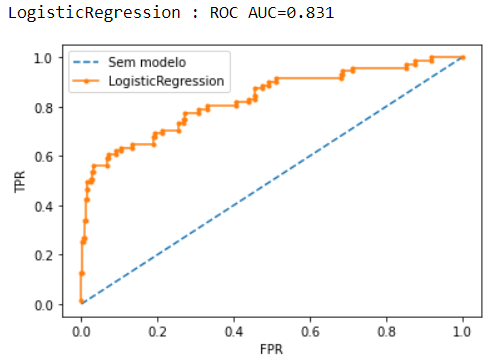 LogisticRegression : ROC AUC=0.831
Sem modelo
LogisticRegression
1.0
0.8
0.6
0.4
0.2
0.0
TPR
0.0 0.2 0.4 0.6 0.8 1.0
FPR